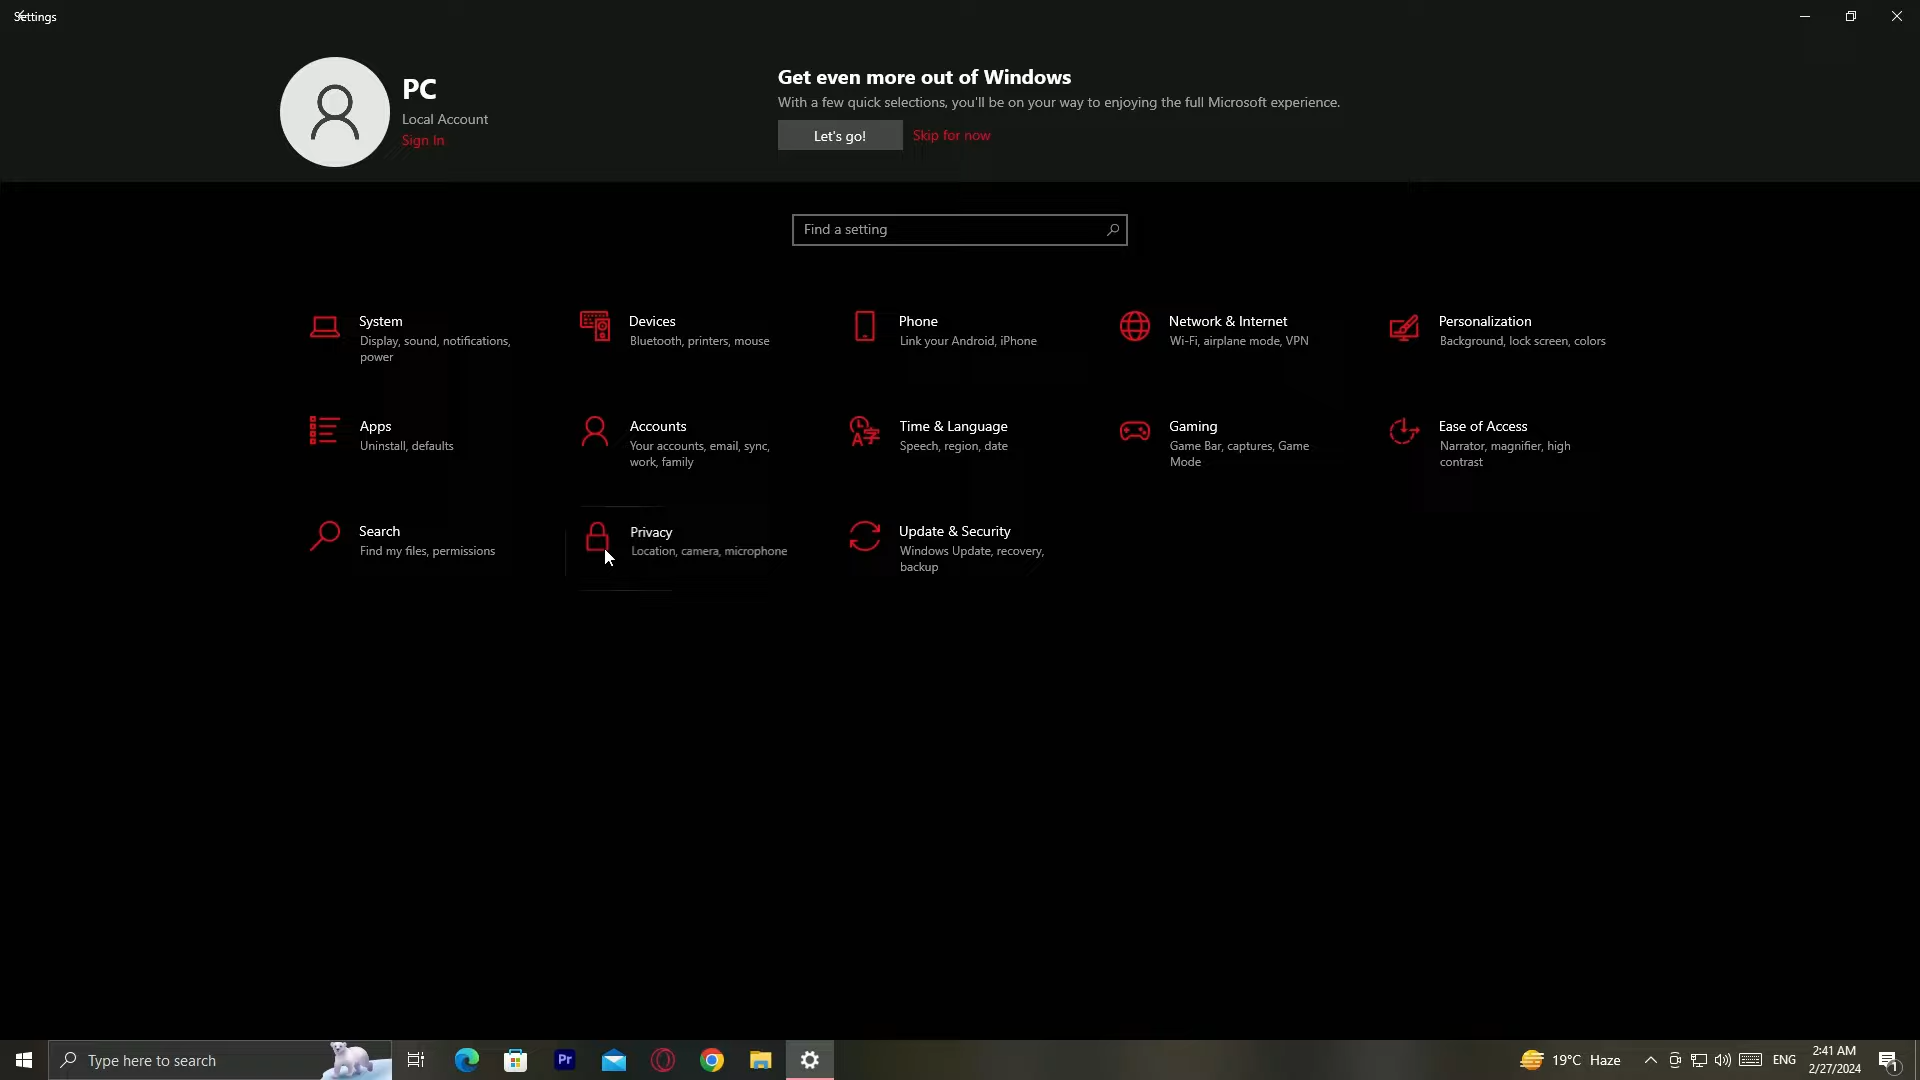 Settings
PC
Local Account
Sign In
Get even more out of Windows
With a few quick selections, you'll be on your way to enjoying the full Microsoft experience.
Let's go!
Skip for now
Find a setting
System
Display, sound, notifications,
power
Devices
Bluetooth, printers, mouse
Phone
Link your Android, iPhone
Network & Internet
Wi-Fi, airplane mode, VPN
Personalization
Background, lock screen, colors
Apps
Uninstall, defaults
Accounts
Your accounts, email, sync,
work, family
Time & Language
Speech, region, date
Gaming
Game Bar, captures, Game
Mode
Ease of Access
Narrator, magnifier, high
contrast
Search
Find my files, permissions
Privacy
Location, camera, microphone
Update & Security
Windows Update, recovery,
backup
Type here to search
Pr
19°C Haze
ENG
2:41 AM
2/27/2024
1